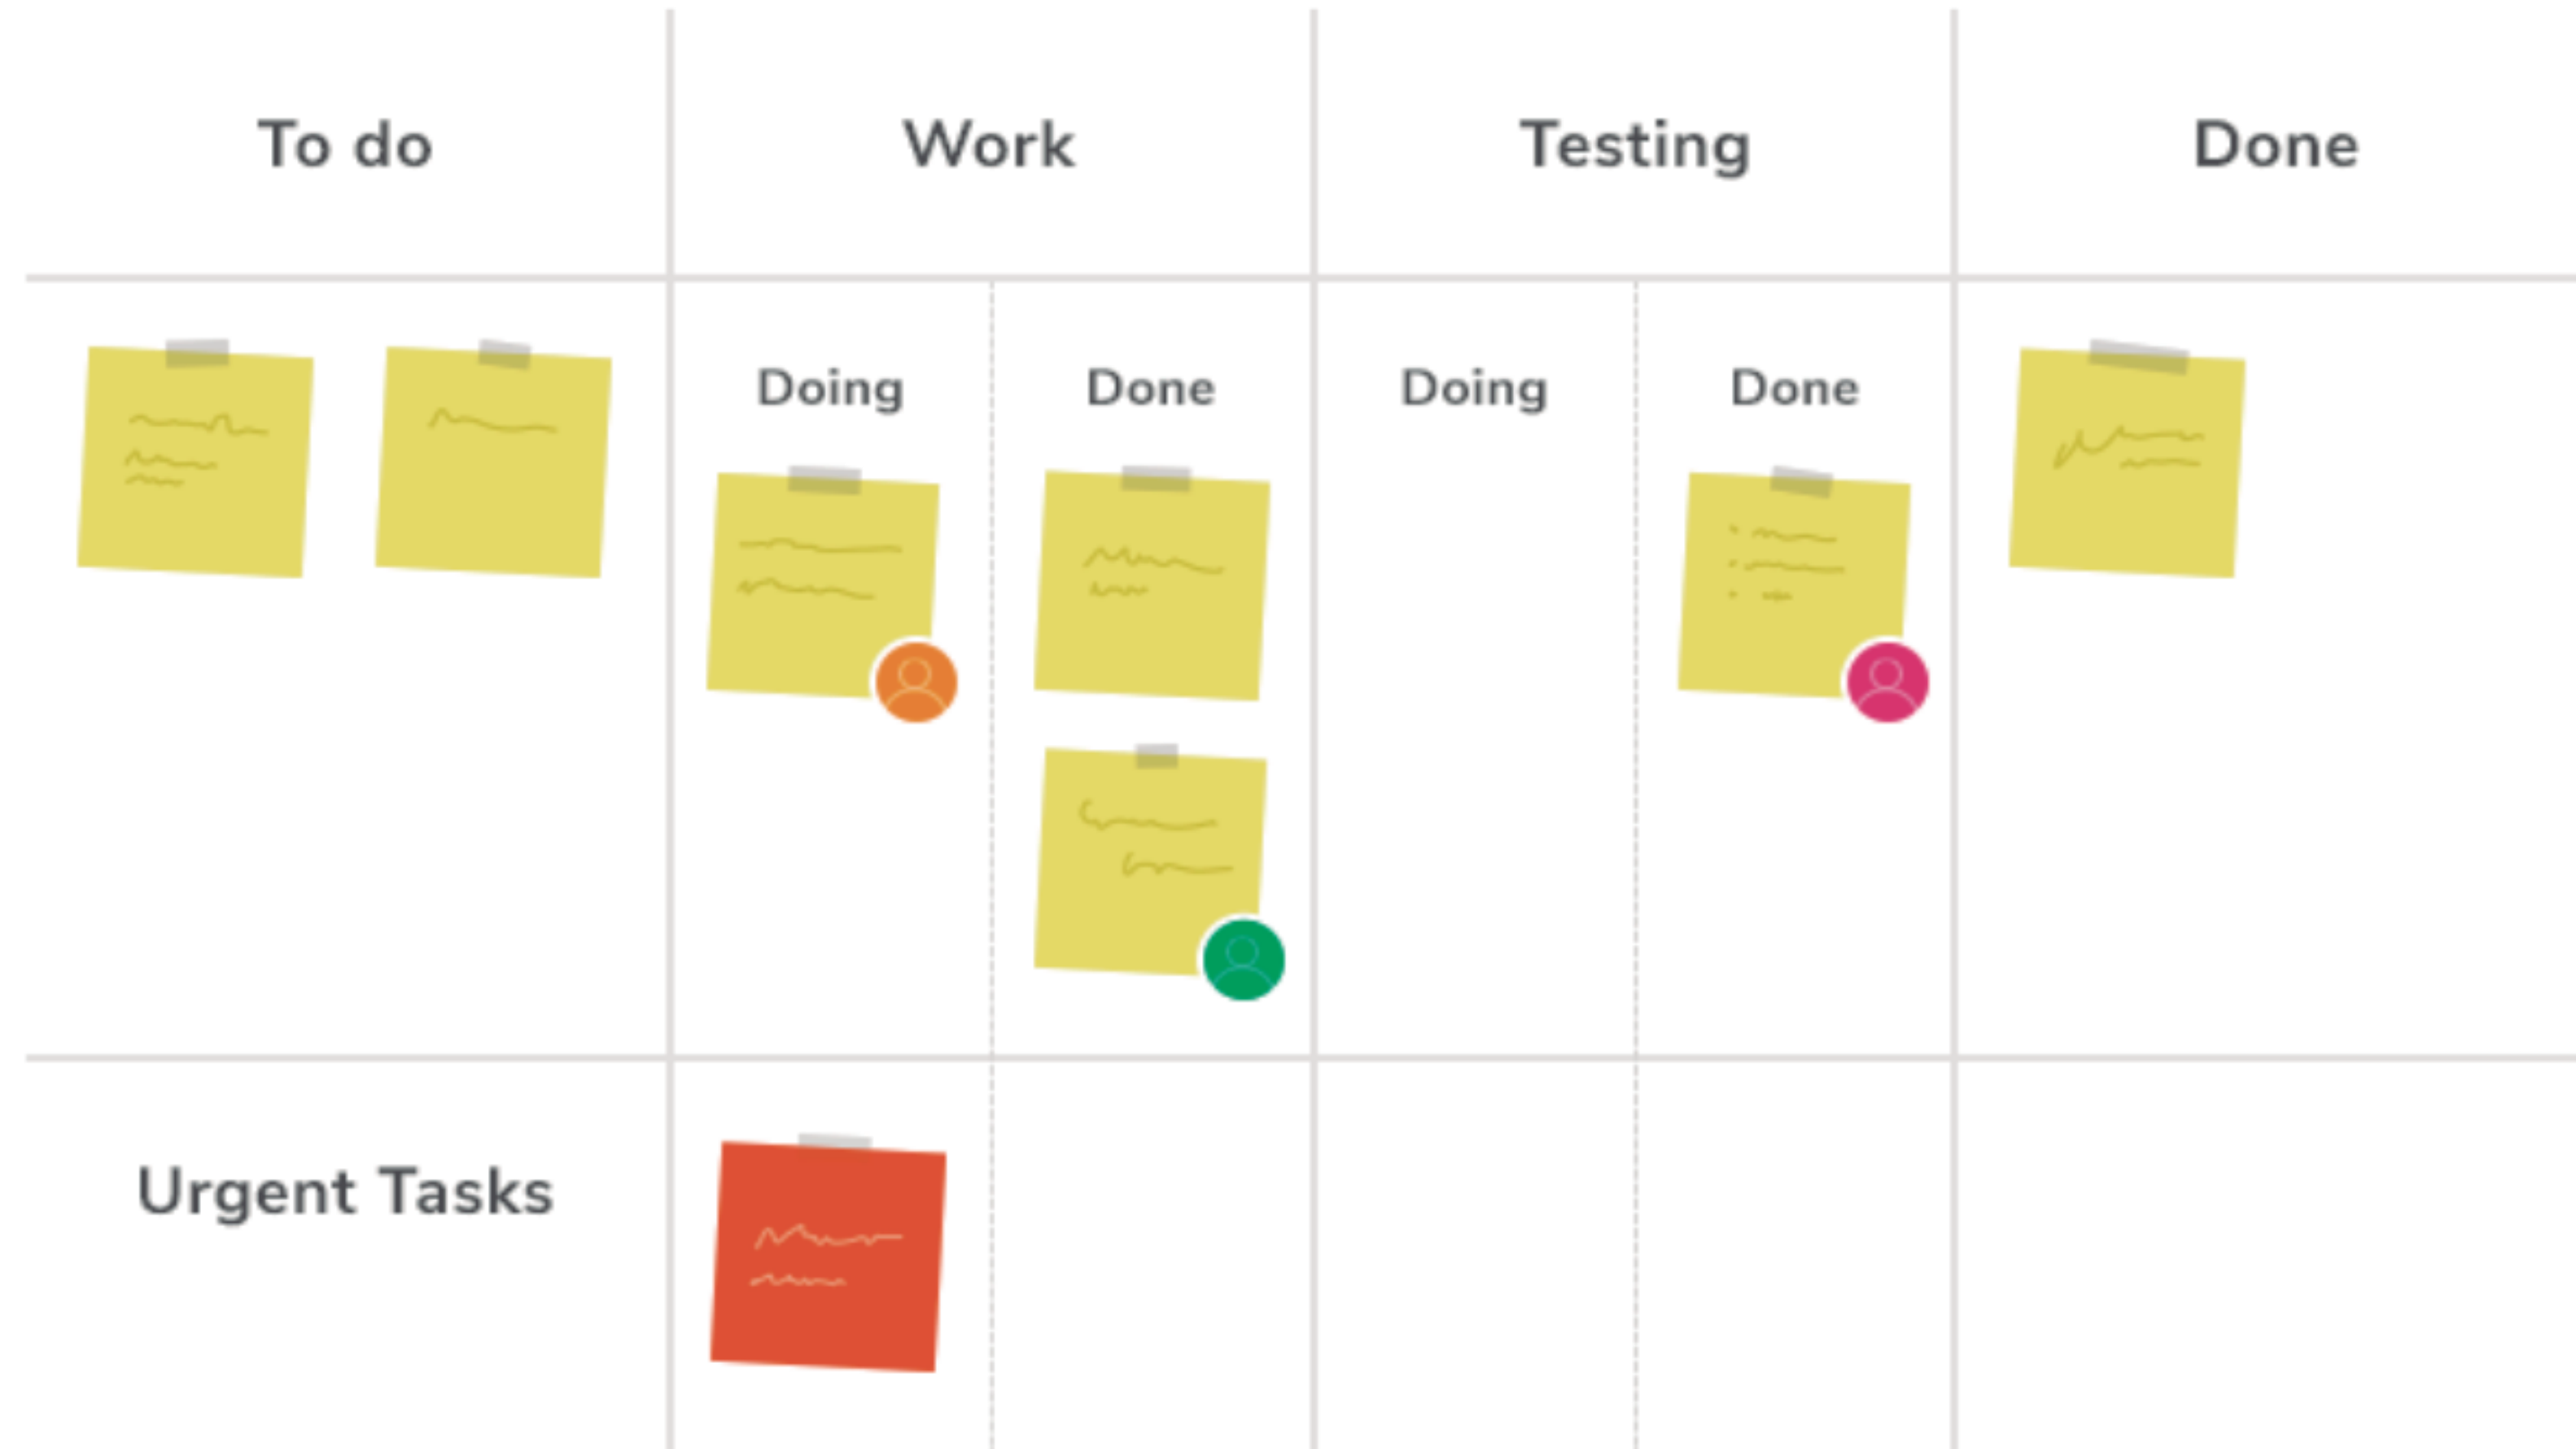 To do
Work
Testing
Done
Doing
Done
Doing
Done
Urgent Tasks